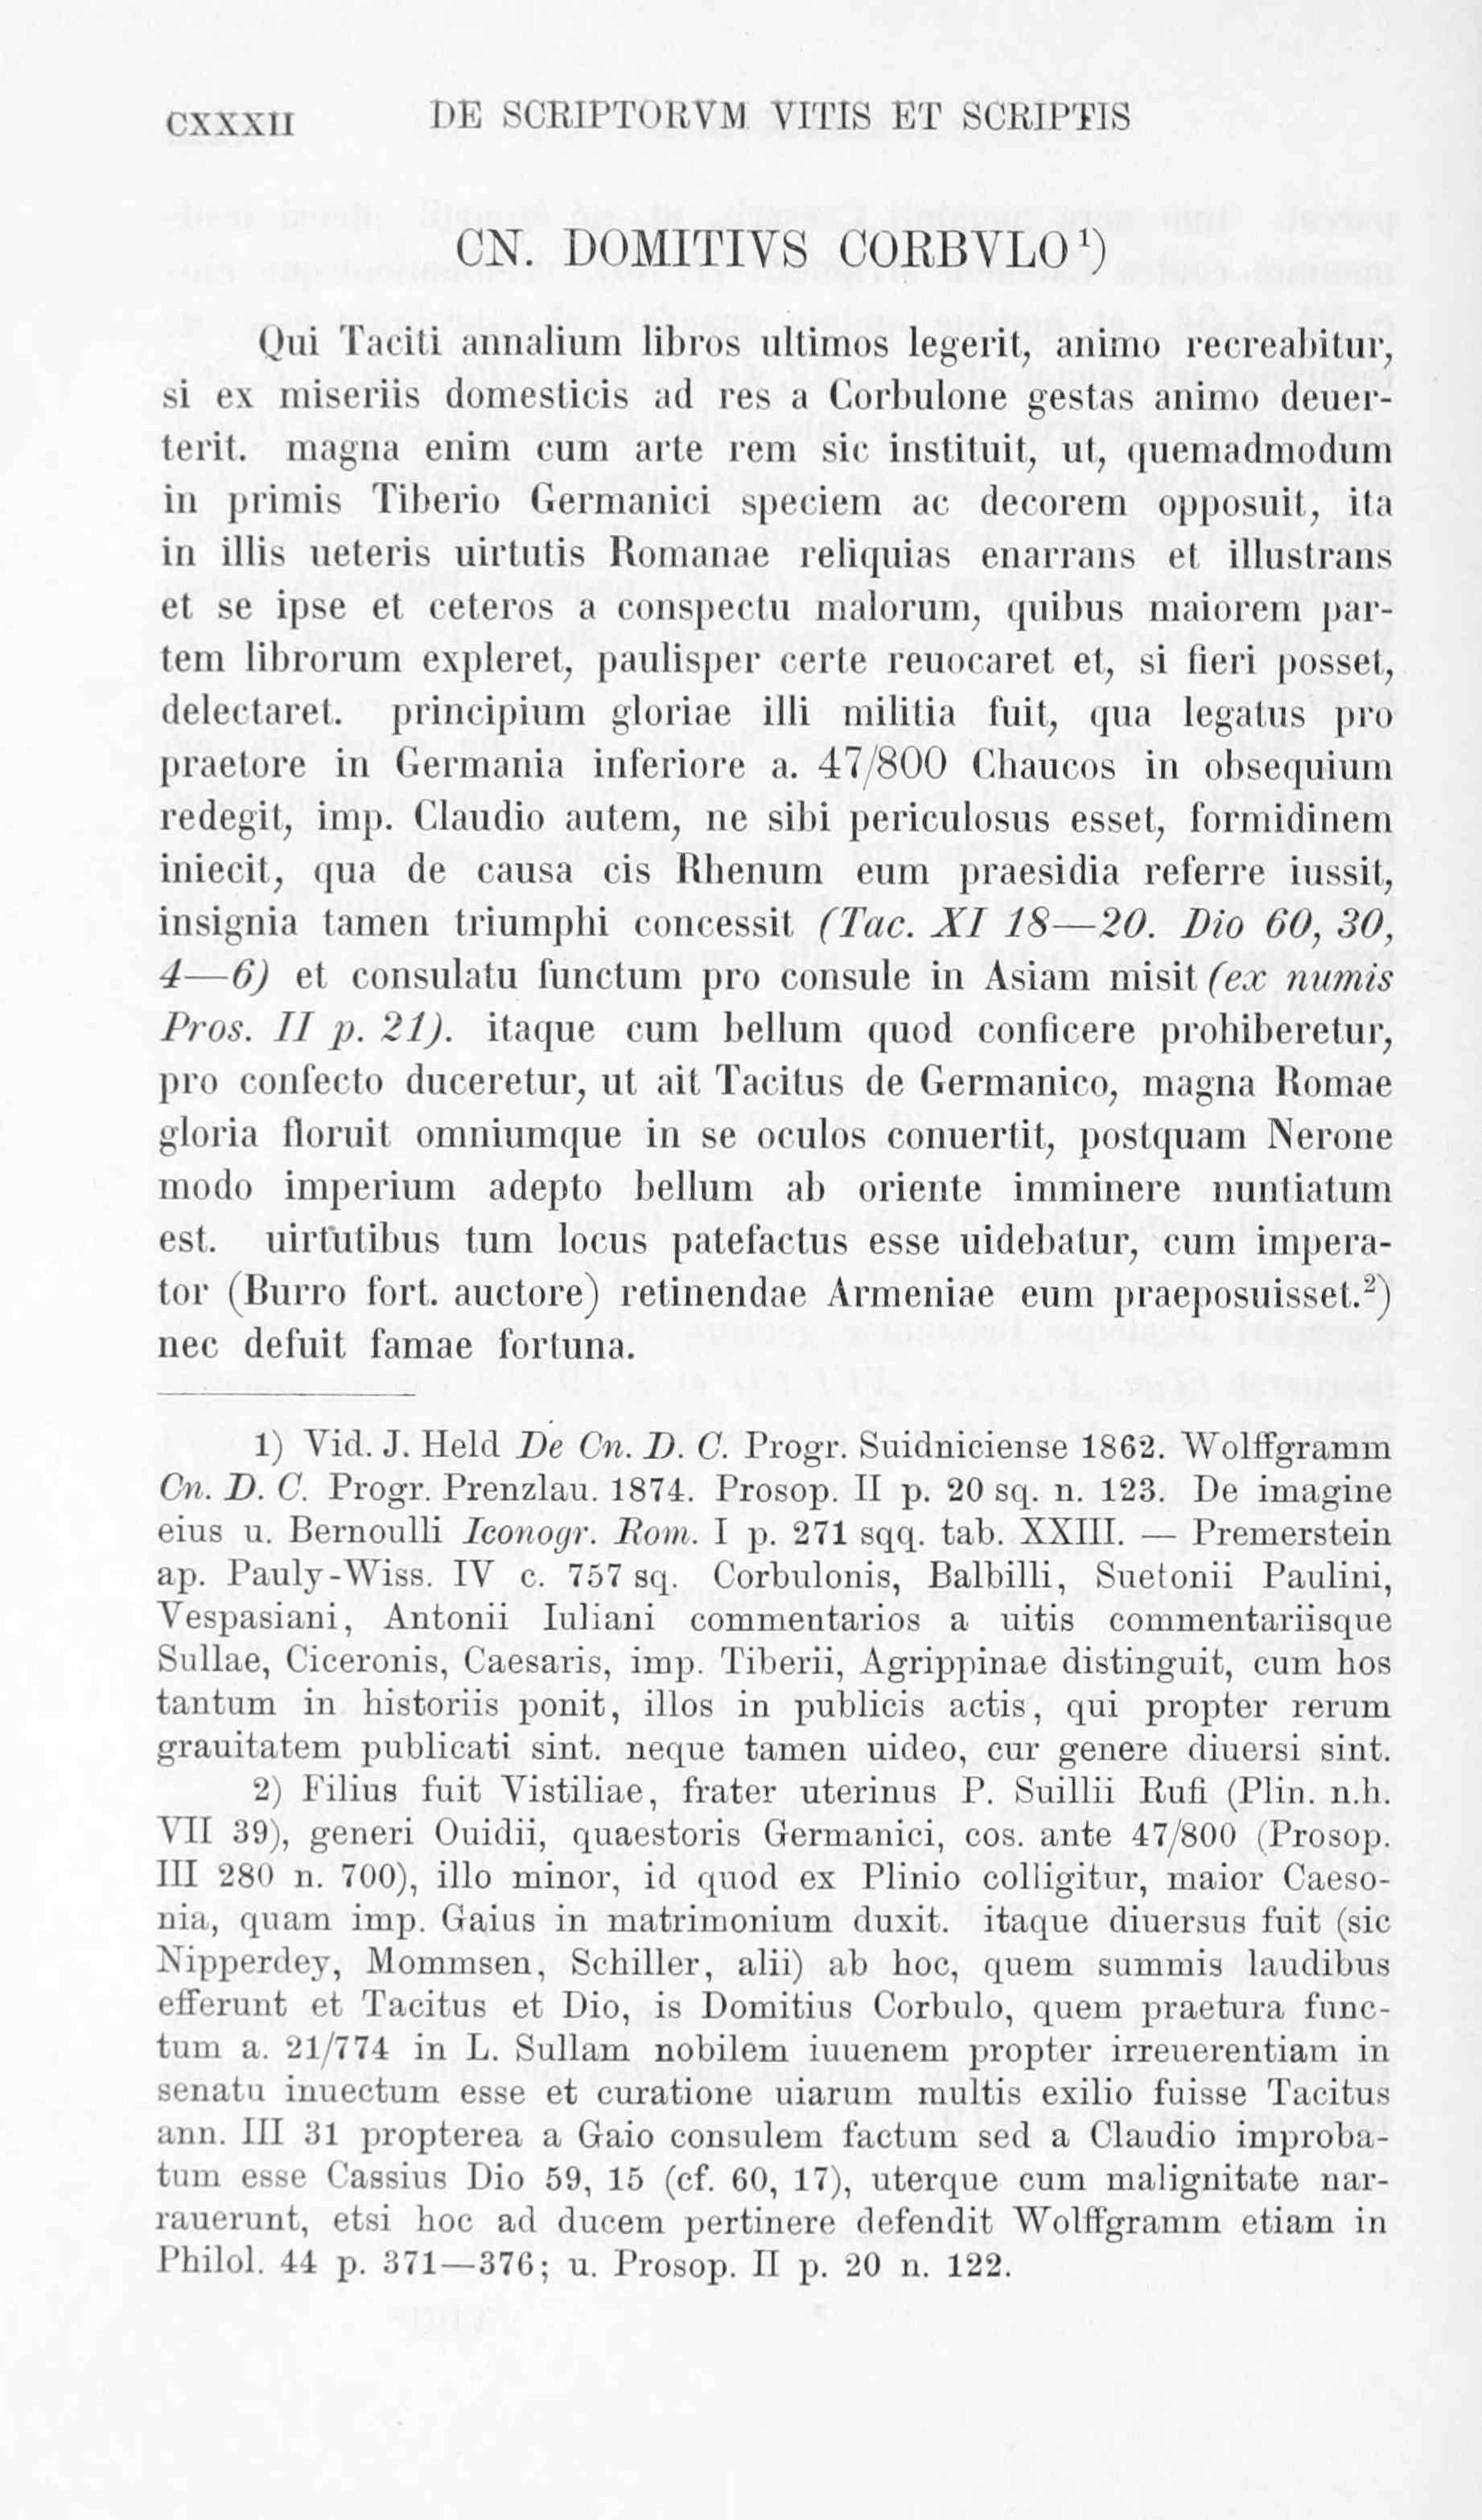 CXXXII DE SCRIPTORVM VITIS ET SCRIPTIS
CN. DOMITIVS CORBVLO¹)
Qui Taciti annalium libros ultimos legerit, animo recreabitur,
si ex miseriis domesticis ad res a Corbulone gestas animo deuer-
terit. magna enim cum arte rem sic instituit, ut, quemadmodum
in primis Tiberio Germanici speciem ac decorem opposuit, ita
in illis ueteris uirtutis Romanae reliquias enarrans et illustrans
et se ipse et ceteros a conspectu malorum, quibus maiorem par-
tem librorum expleret, paulisper certe reuocaret et, si fieri posset,
delectaret. principium gloriae illi militia fuit, qua legatus pro
praetore in Germania inferiore a. 47/800 Chaucos in obsequium
redegit, imp. Claudio autem, ne sibi periculosus esset, formidinem
iniecit, qua de causa cis Rhenum eum praesidia referre iussit,
insignia tamen triumphi concessit (Tac. XI 18—20. Dio 60, 30,
4—6) et consulatu functum pro consule in Asiam misit (ex numis
Pros. II p. 21). itaque cum bellum quod conficere prohiberetur,
pro confecto duceretur, ut ait Tacitus de Germanico, magna Romae
gloria floruit omniumque in se oculos conuertit, postquam Nerone
modo imperium adepto bellum ab oriente imminere nuntiatum
est. uirtutibus tum locus patefactus esse uidebatur, cum impera-
tor (Burro fort. auctore) retinendae Armeniae eum praeposuisset.²)
nec defuit famae fortuna.
1) Vid. J. Held De Cn. D. C. Progr. Suidniciense 1862. Wolffgramm
Cn. D. C. Progr. Prenzlau. 1874. Prosop. II p. 20 sq. n. 123. De imagine
eius u. Bernoulli Iconogr. Rom. I p. 271 sqq. tab. XXIII. — Premerstein
ap. Pauly-Wiss. IV c. 757 sq. Corbulonis, Balbilli, Suetonii Paulini,
Vespasiani, Antonii Iuliani commentarios a uitis commentariisque
Sullae, Ciceronis, Caesaris, imp. Tiberii, Agrippinae distinguit, cum hos
tantum in historiis ponit, illos in publicis actis, qui propter rerum
grauitatem publicati sint. neque tamen uideo, cur genere diuersi sint.
2) Filius fuit Vistiliae, frater uterinus P. Suillii Rufi (Plin. n.h.
VII 39), generi Ouidii, quaestoris Germanici, cos. ante 47/800 (Prosop.
III 280 n. 700), illo minor, id quod ex Plinio colligitur, maior Caeso-
nia, quam imp. Gaius in matrimonium duxit. itaque diuersus fuit (sic
Nipperdey, Mommsen, Schiller, alii) ab hoc, quem summis laudibus
efferunt et Tacitus et Dio, is Domitius Corbulo, quem praetura func-
tum a. 21/774 in L. Sullam nobilem iuuenem propter irreuerentiam in
senatu inuectum esse et curatione uiarum multis exilio fuisse Tacitus
ann. III 31 propterea a Gaio consulem factum sed a Claudio improba-
tum esse Cassius Dio 59, 15 (cf. 60, 17), uterque cum malignitate nar-
rauerunt, etsi hoc ad ducem pertinere defendit Wolffgramm etiam in
Philol. 44 p. 371—376; u. Prosop. II p. 20 n. 122.